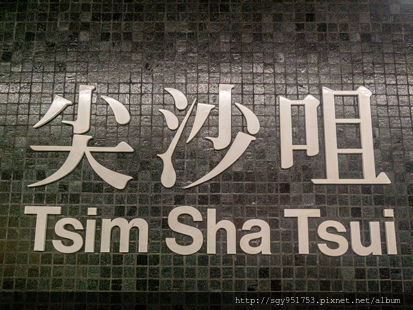 尖沙咀
Tsim Sha Tsui
http://sgy951753.pixnet.net/album